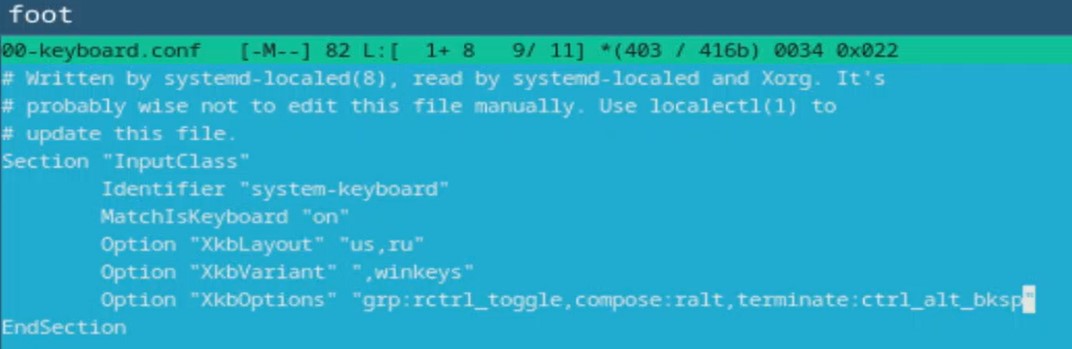 foot
00-keyboard.conf   [-M--] 82 L:[  1+ 8   9/ 11] *(403 / 416b) 0034 0x022
# Written by systemd-localed(8), read by systemd-localed and Xorg. It's
# probably wise not to edit this file manually. Use localectl(1) to
# update this file.
Section "InputClass"
        Identifier "system-keyboard"
        MatchIsKeyboard "on"
        Option "XkbLayout" "us,ru"
        Option "XkbVariant" ",winkeys"
        Option "XkbOptions" "grp:rctrl_toggle,compose:ralt,terminate:ctrl_alt_bksp"
EndSection